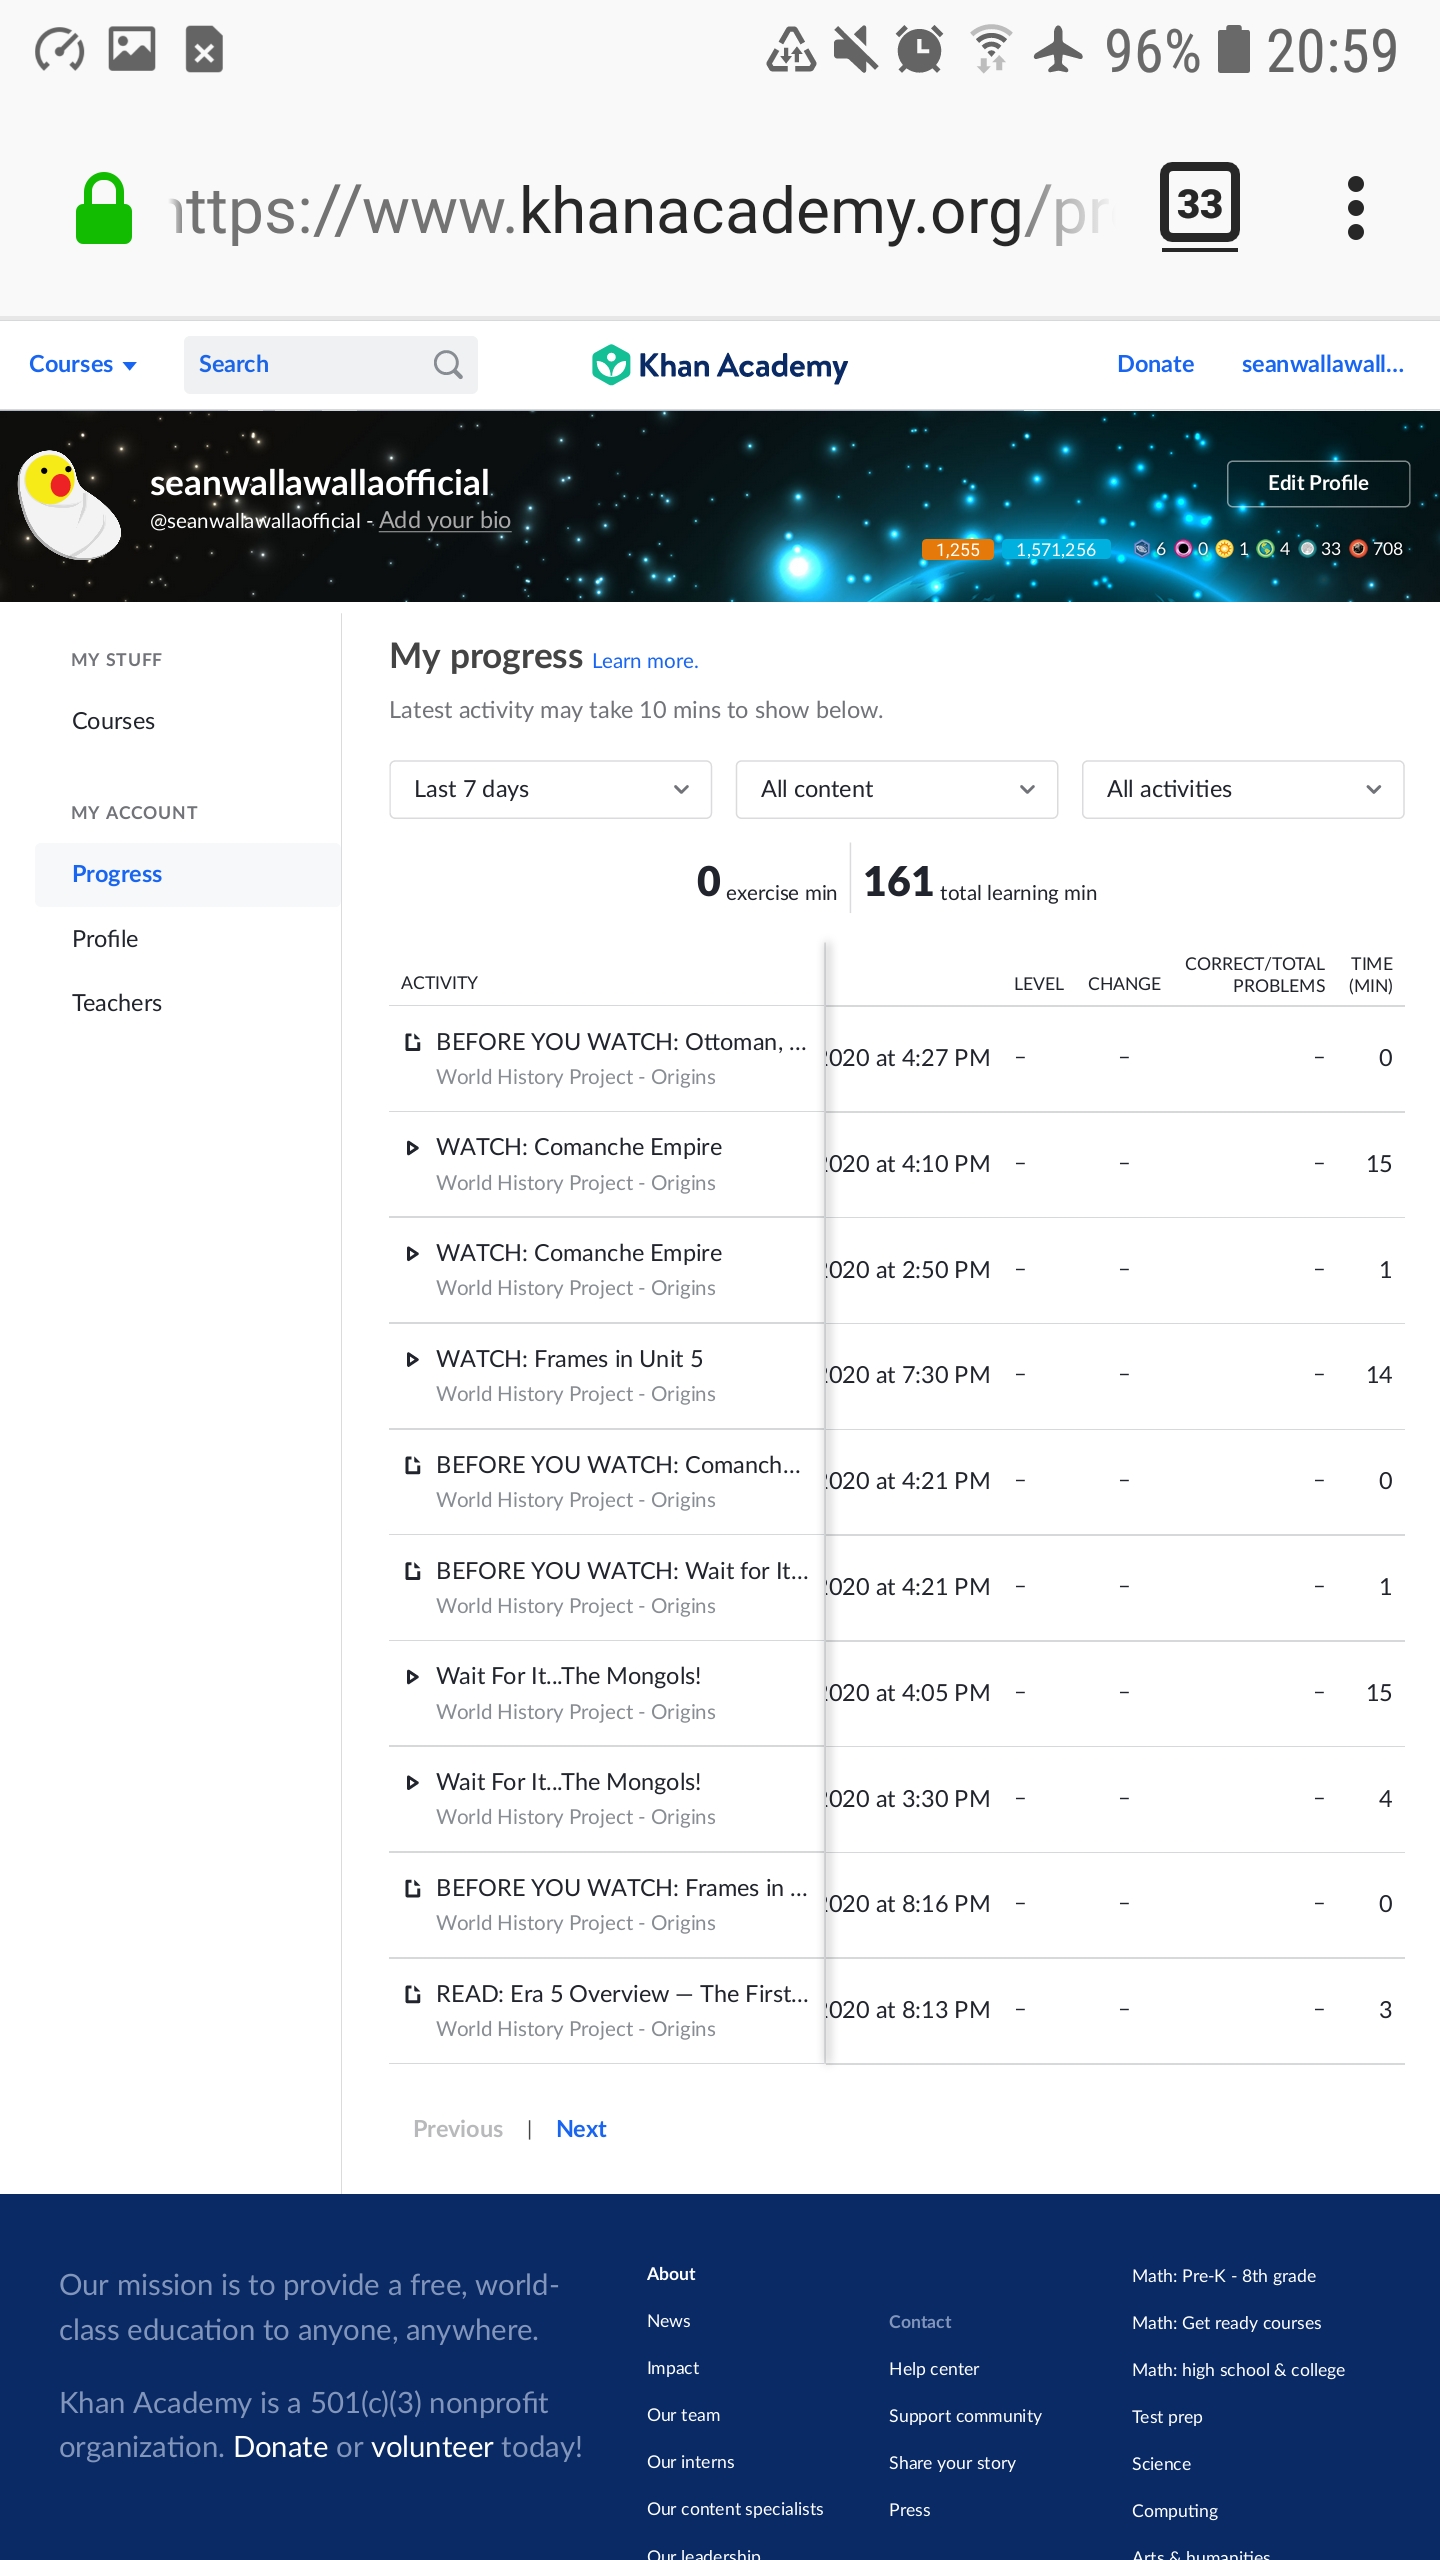 96% 20:59
https://www.khanacademy.org/pr
33
Courses
Search
Khan Academy
Donate
seanwallawall...
seanwallawallaofficial
@seanwallawallaofficial - Add your bio
Edit Profile
1,255 1,571,256 6 0 1 4 33 708
MY STUFF
Courses
MY ACCOUNT
Progress
Profile
Teachers
My progress Learn more.
Latest activity may take 10 mins to show below.
Last 7 days
All content
All activities
0 exercise min
161 total learning min
ACTIVITY LEVEL CHANGE CORRECT/TOTAL PROBLEMS TIME (MIN)
BEFORE YOU WATCH: Ottoman, ...
World History Project - Origins
2020 at 4:27 PM – – – 0
WATCH: Comanche Empire
World History Project - Origins
2020 at 4:10 PM – – – 15
WATCH: Comanche Empire
World History Project - Origins
2020 at 2:50 PM – – – 1
WATCH: Frames in Unit 5
World History Project - Origins
2020 at 7:30 PM – – – 14
BEFORE YOU WATCH: Comanch...
World History Project - Origins
2020 at 4:21 PM – – – 0
BEFORE YOU WATCH: Wait for It...
World History Project - Origins
2020 at 4:21 PM – – – 1
Wait For It...The Mongols!
World History Project - Origins
2020 at 4:05 PM – – – 15
Wait For It...The Mongols!
World History Project - Origins
2020 at 3:30 PM – – – 4
BEFORE YOU WATCH: Frames in ...
World History Project - Origins
2020 at 8:16 PM – – – 0
READ: Era 5 Overview — The First...
World History Project - Origins
2020 at 8:13 PM – – – 3
Previous | Next
Our mission is to provide a free, world-
class education to anyone, anywhere.
Khan Academy is a 501(c)(3) nonprofit
organization. Donate or volunteer today!
About
News
Impact
Our team
Our interns
Our content specialists
Our leadership
Contact
Help center
Support community
Share your story
Press
Math: Pre-K - 8th grade
Math: Get ready courses
Math: high school & college
Test prep
Science
Computing
Arts & humanities